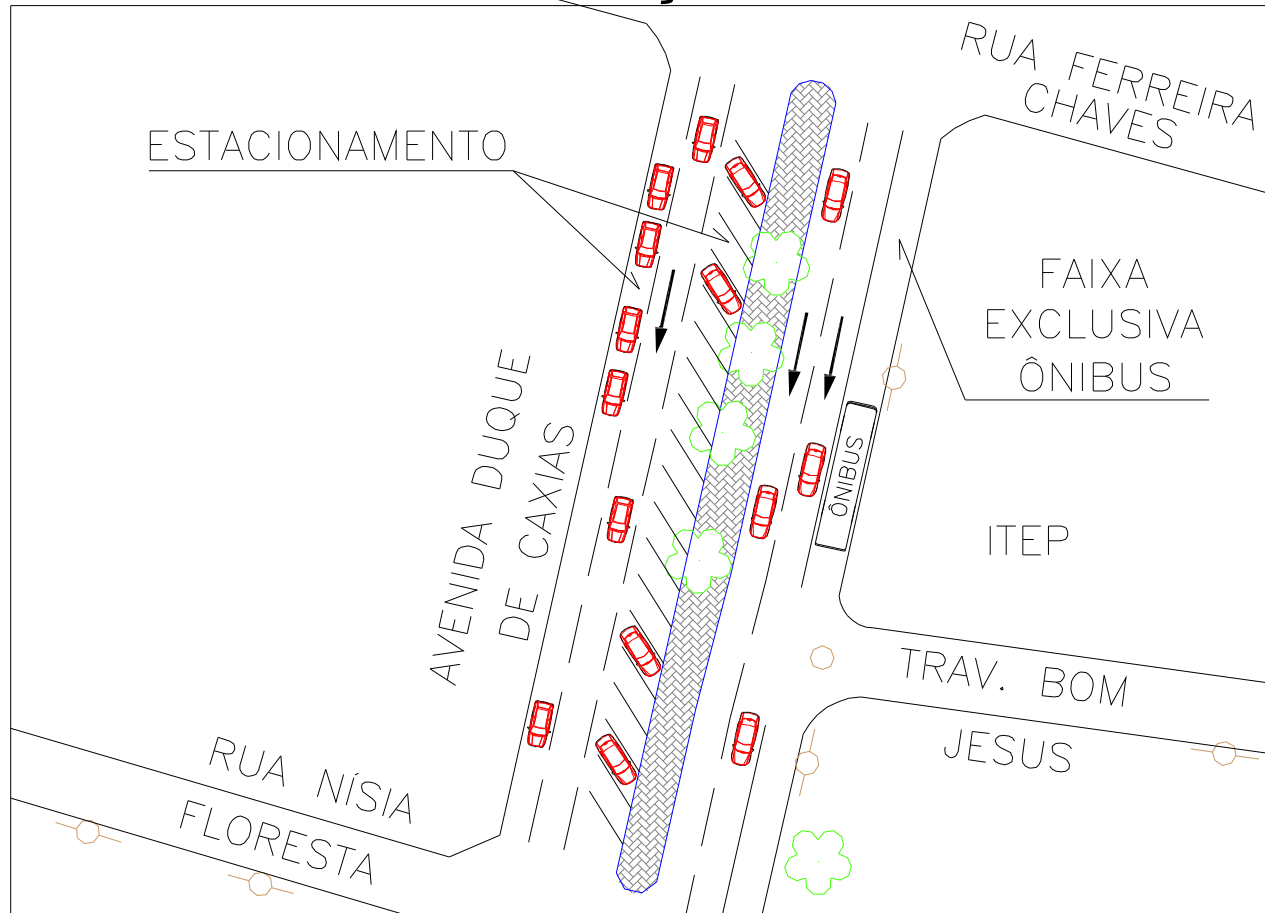 RUA FERREIRA
CHAVES
ESTACIONAMENTO
FAIXA
EXCLUSIVA
ÔNIBUS
AVENIDA DUQUE
DE CAXIAS
ÔNIBUS
ITEP
TRAV. BOM
JESUS
RUA NÍSIA
FLORESTA